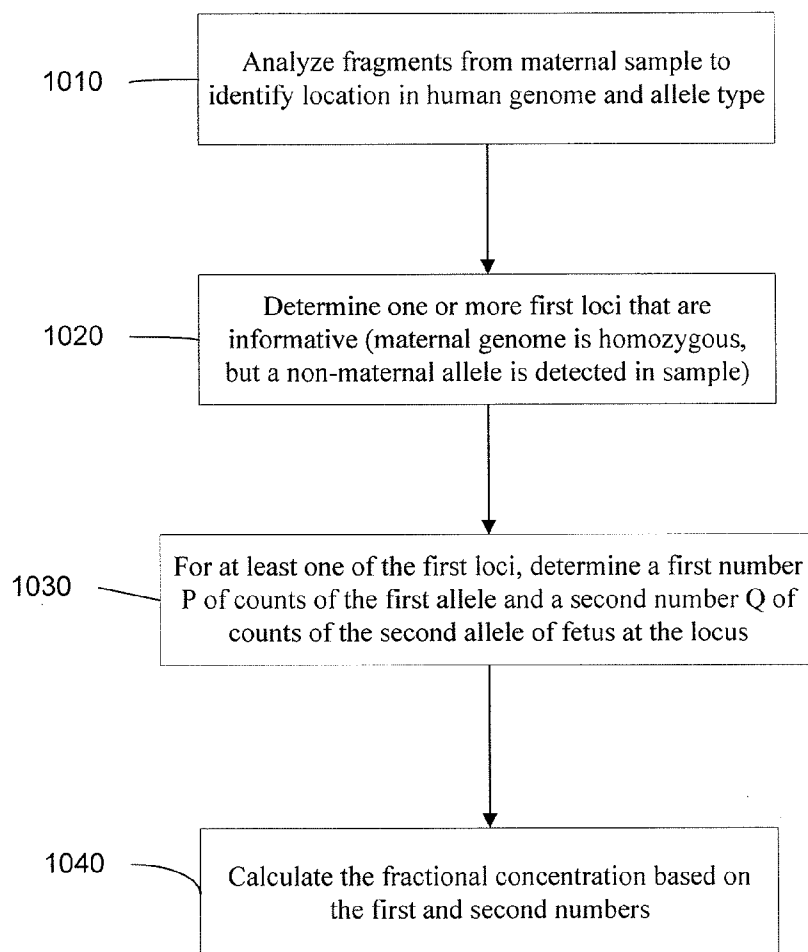 1010
Analyze fragments from maternal sample to
identify location in human genome and allele type
1020
Determine one or more first loci that are
informative (maternal genome is homozygous,
but a non-maternal allele is detected in sample)
1030
For at least one of the first loci, determine a first number
P of counts of the first allele and a second number Q of
counts of the second allele of fetus at the locus
1040
Calculate the fractional concentration based on
the first and second numbers